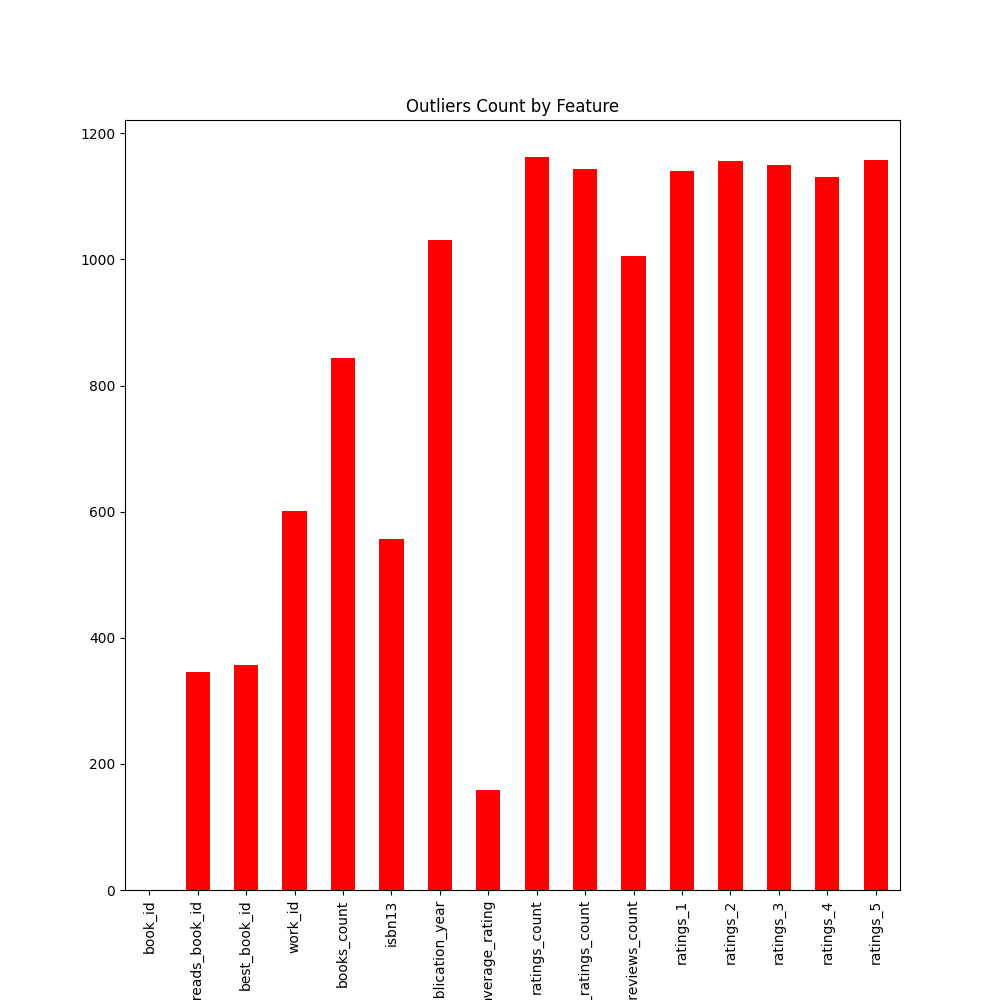 Outliers Count by Feature
1200
1000
800
600
400
200
0
book_id
reads_book_id
best_book_id
work_id
books_count
isbn13
blication_year
verage_rating
ratings_count
_ratings_count
reviews_count
ratings_1
ratings_2
ratings_3
ratings_4
ratings_5